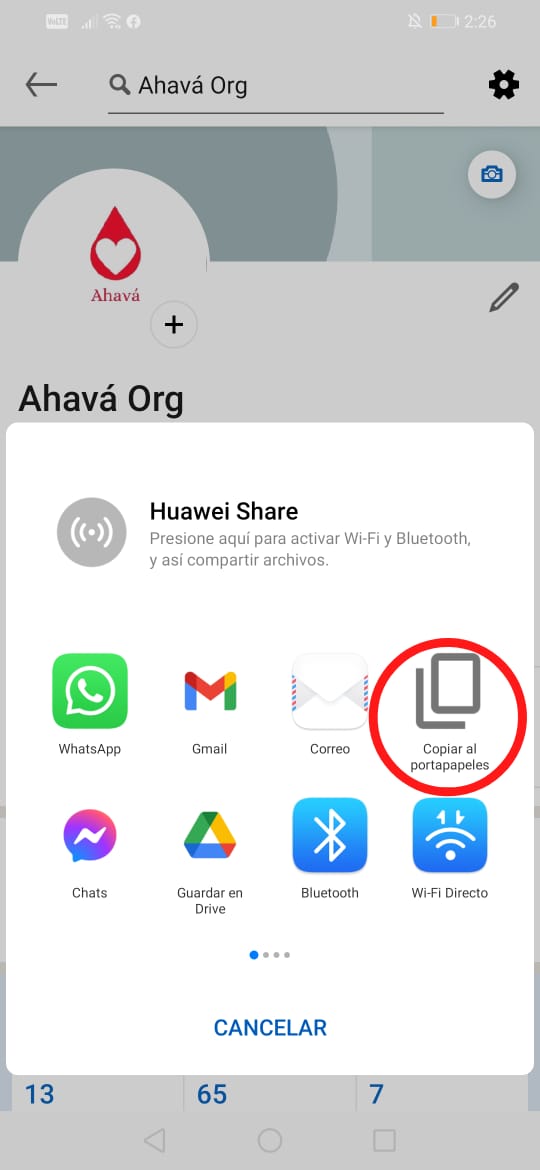 VoLTE
2:26
Ahavá Org
Ahavá
Ahavá Org
Huawei Share
Presione aquí para activar Wi-Fi y Bluetooth,
y así compartir archivos.
WhatsApp
Gmail
Correo
Copiar al
portapapeles
Chats
Guardar en
Drive
Bluetooth
Wi-Fi Directo
CANCELAR
13
65
7